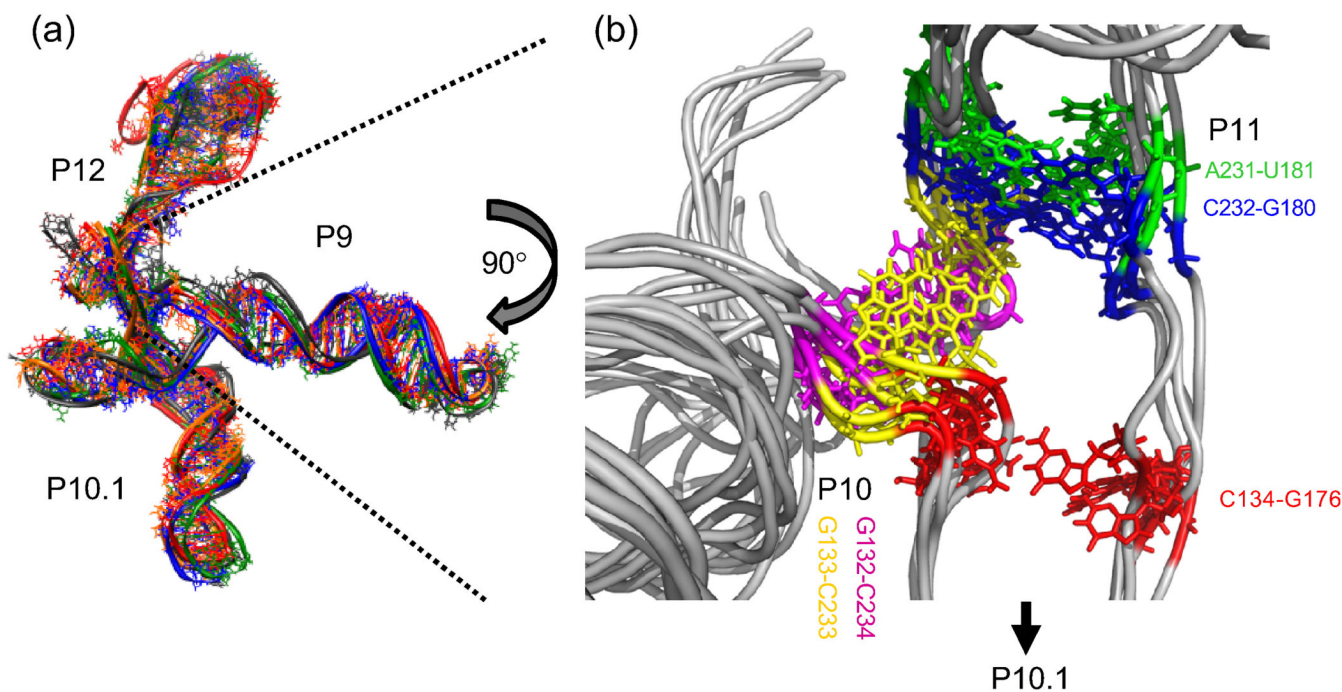 (a)
P12
P9
90°
P10.1
(b)
P11
A231-U181
C232-G180
P10
G133-C233
G132-C234
C134-G176
P10.1